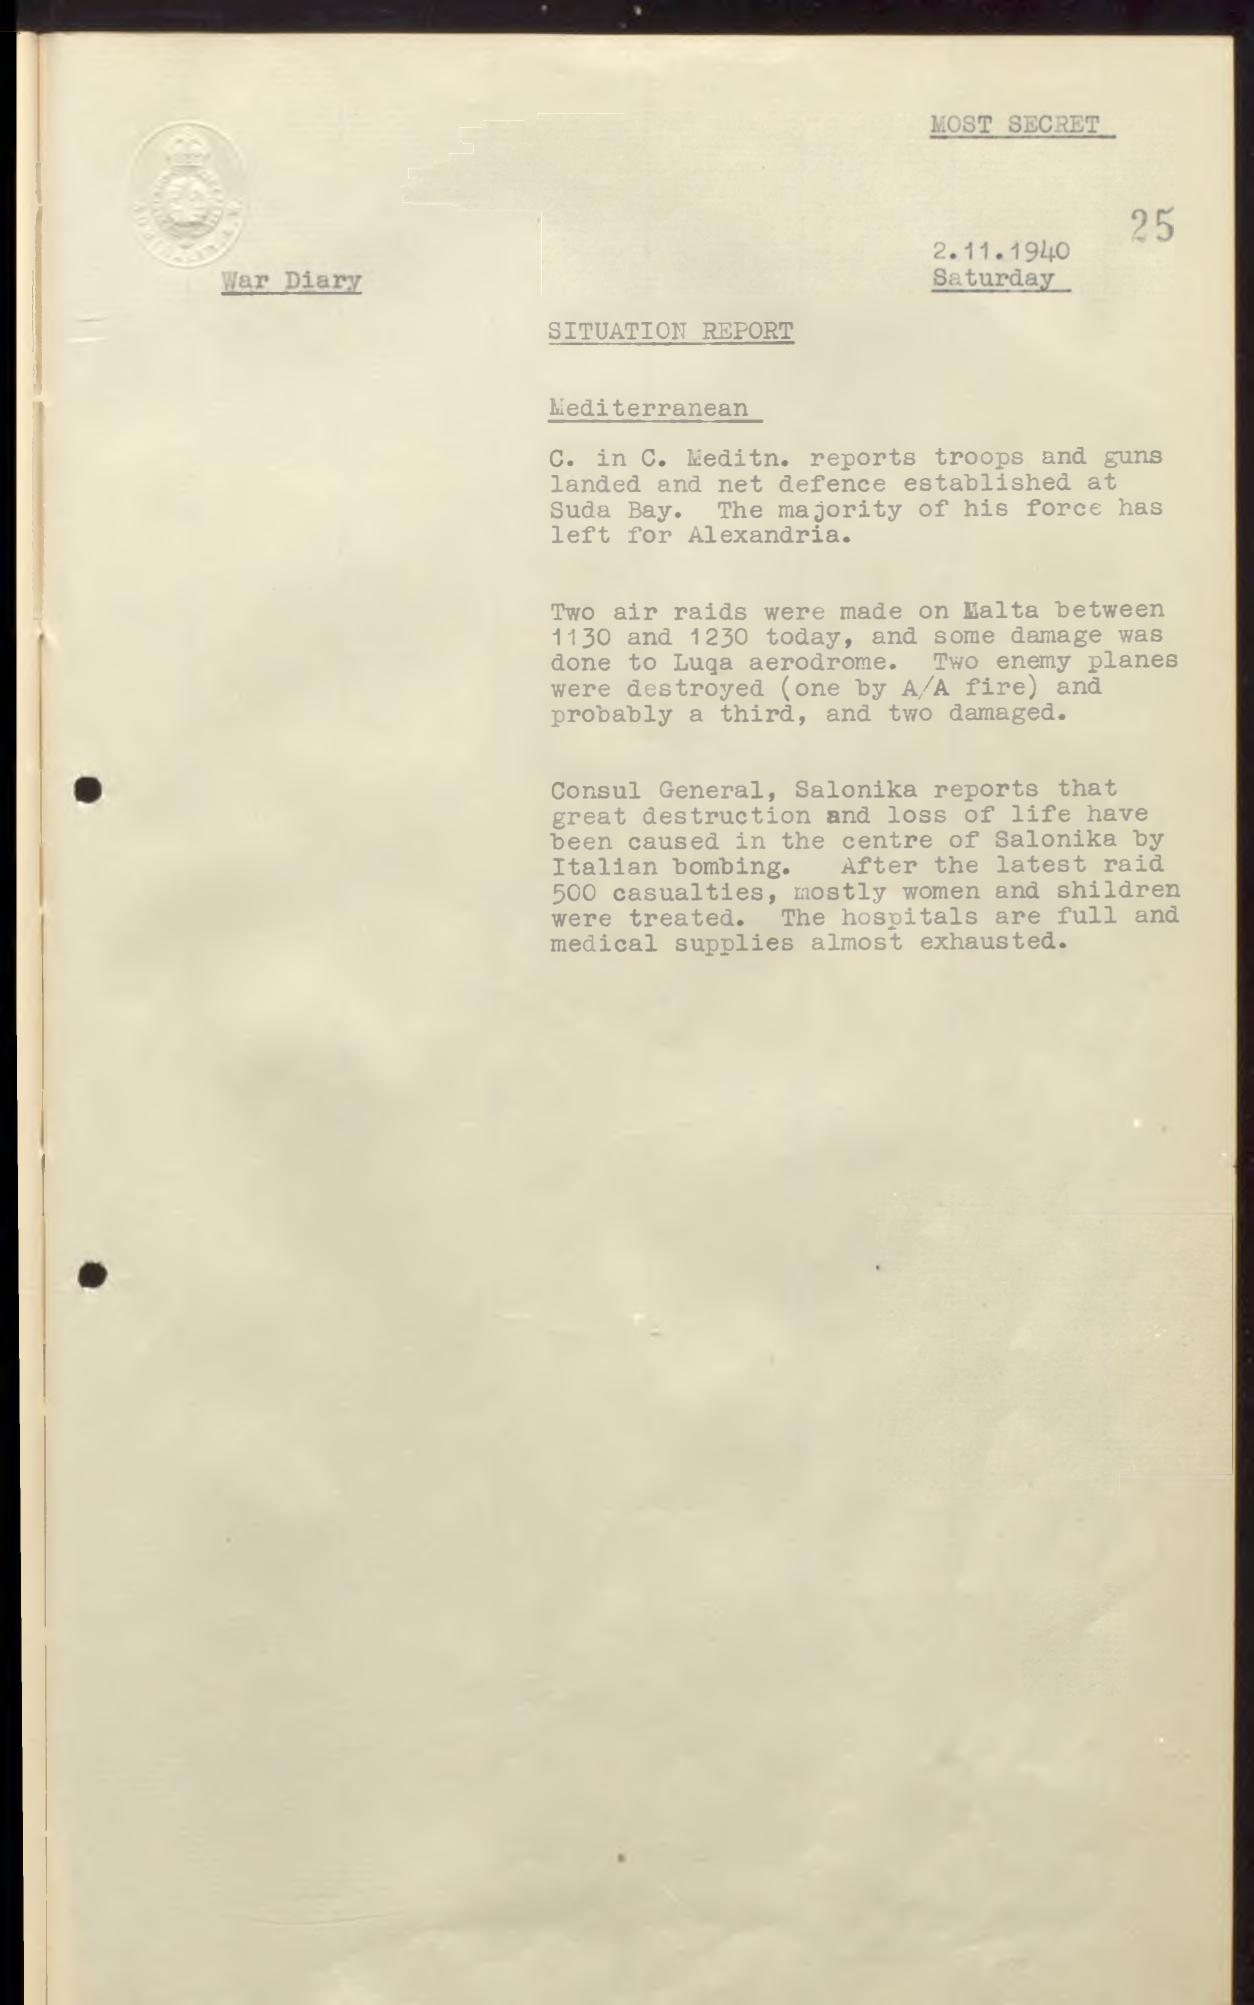 MOST SECRET
25
2.11.1940
Saturday
War Diary
SITUATION REPORT
Mediterranean
C. in C. Meditn. reports troops and guns
landed and net defence established at
Suda Bay. The majority of his force has
left for Alexandria.
Two air raids were made on Malta between
1130 and 1230 today, and some damage was
done to Luqa aerodrome. Two enemy planes
were destroyed (one by A/A fire) and
probably a third, and two damaged.
Consul General, Salonika reports that
great destruction and loss of life have
been caused in the centre of Salonika by
Italian bombing. After the latest raid
500 casualties, mostly women and shildren
were treated. The hospitals are full and
medical supplies almost exhausted.